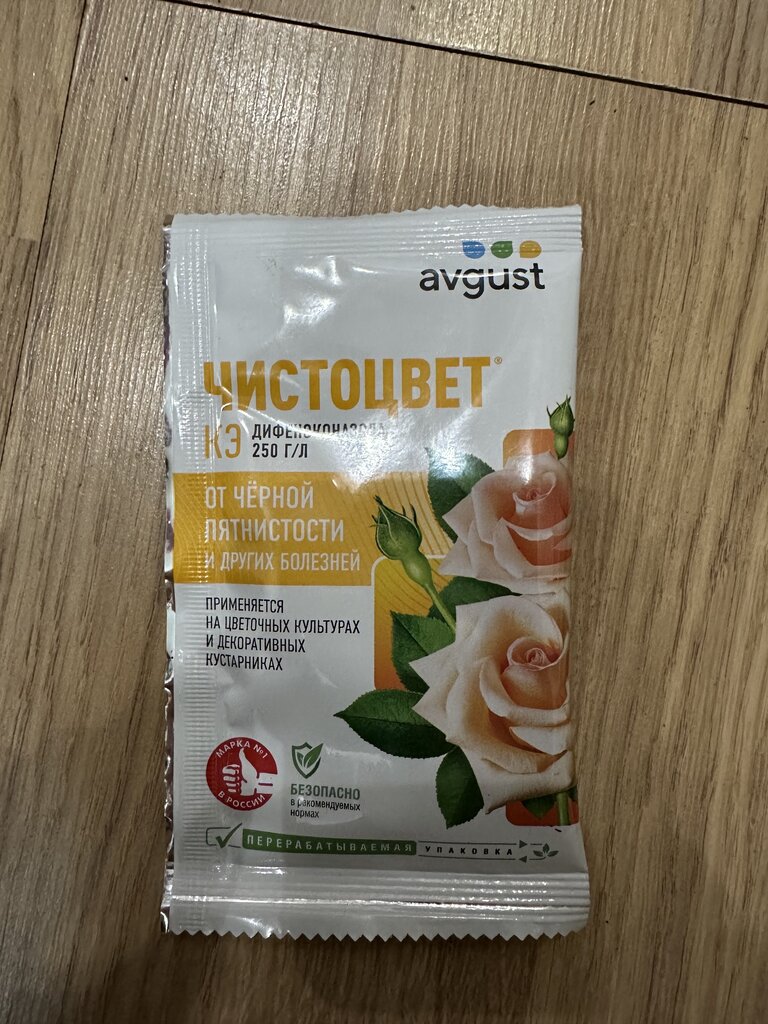 avgust
ЧИСТОЦВЕТ®
КЭ ДИФЕНОКОНАЗОЛА
250 Г/Л
ОТ ЧЁРНОЙ
ПЯТНИСТОСТИ
И ДРУГИХ БОЛЕЗНЕЙ
ПРИМЕНЯЕТСЯ
НА ЦВЕТОЧНЫХ КУЛЬТУРАХ
И ДЕКОРАТИВНЫХ
КУСТАРНИКАХ
МАРКА №1
В РОССИИ
БЕЗОПАСНО
в рекомендуемых
нормах
ПЕРЕРАБАТЫВАЕМАЯ УПАКОВКА